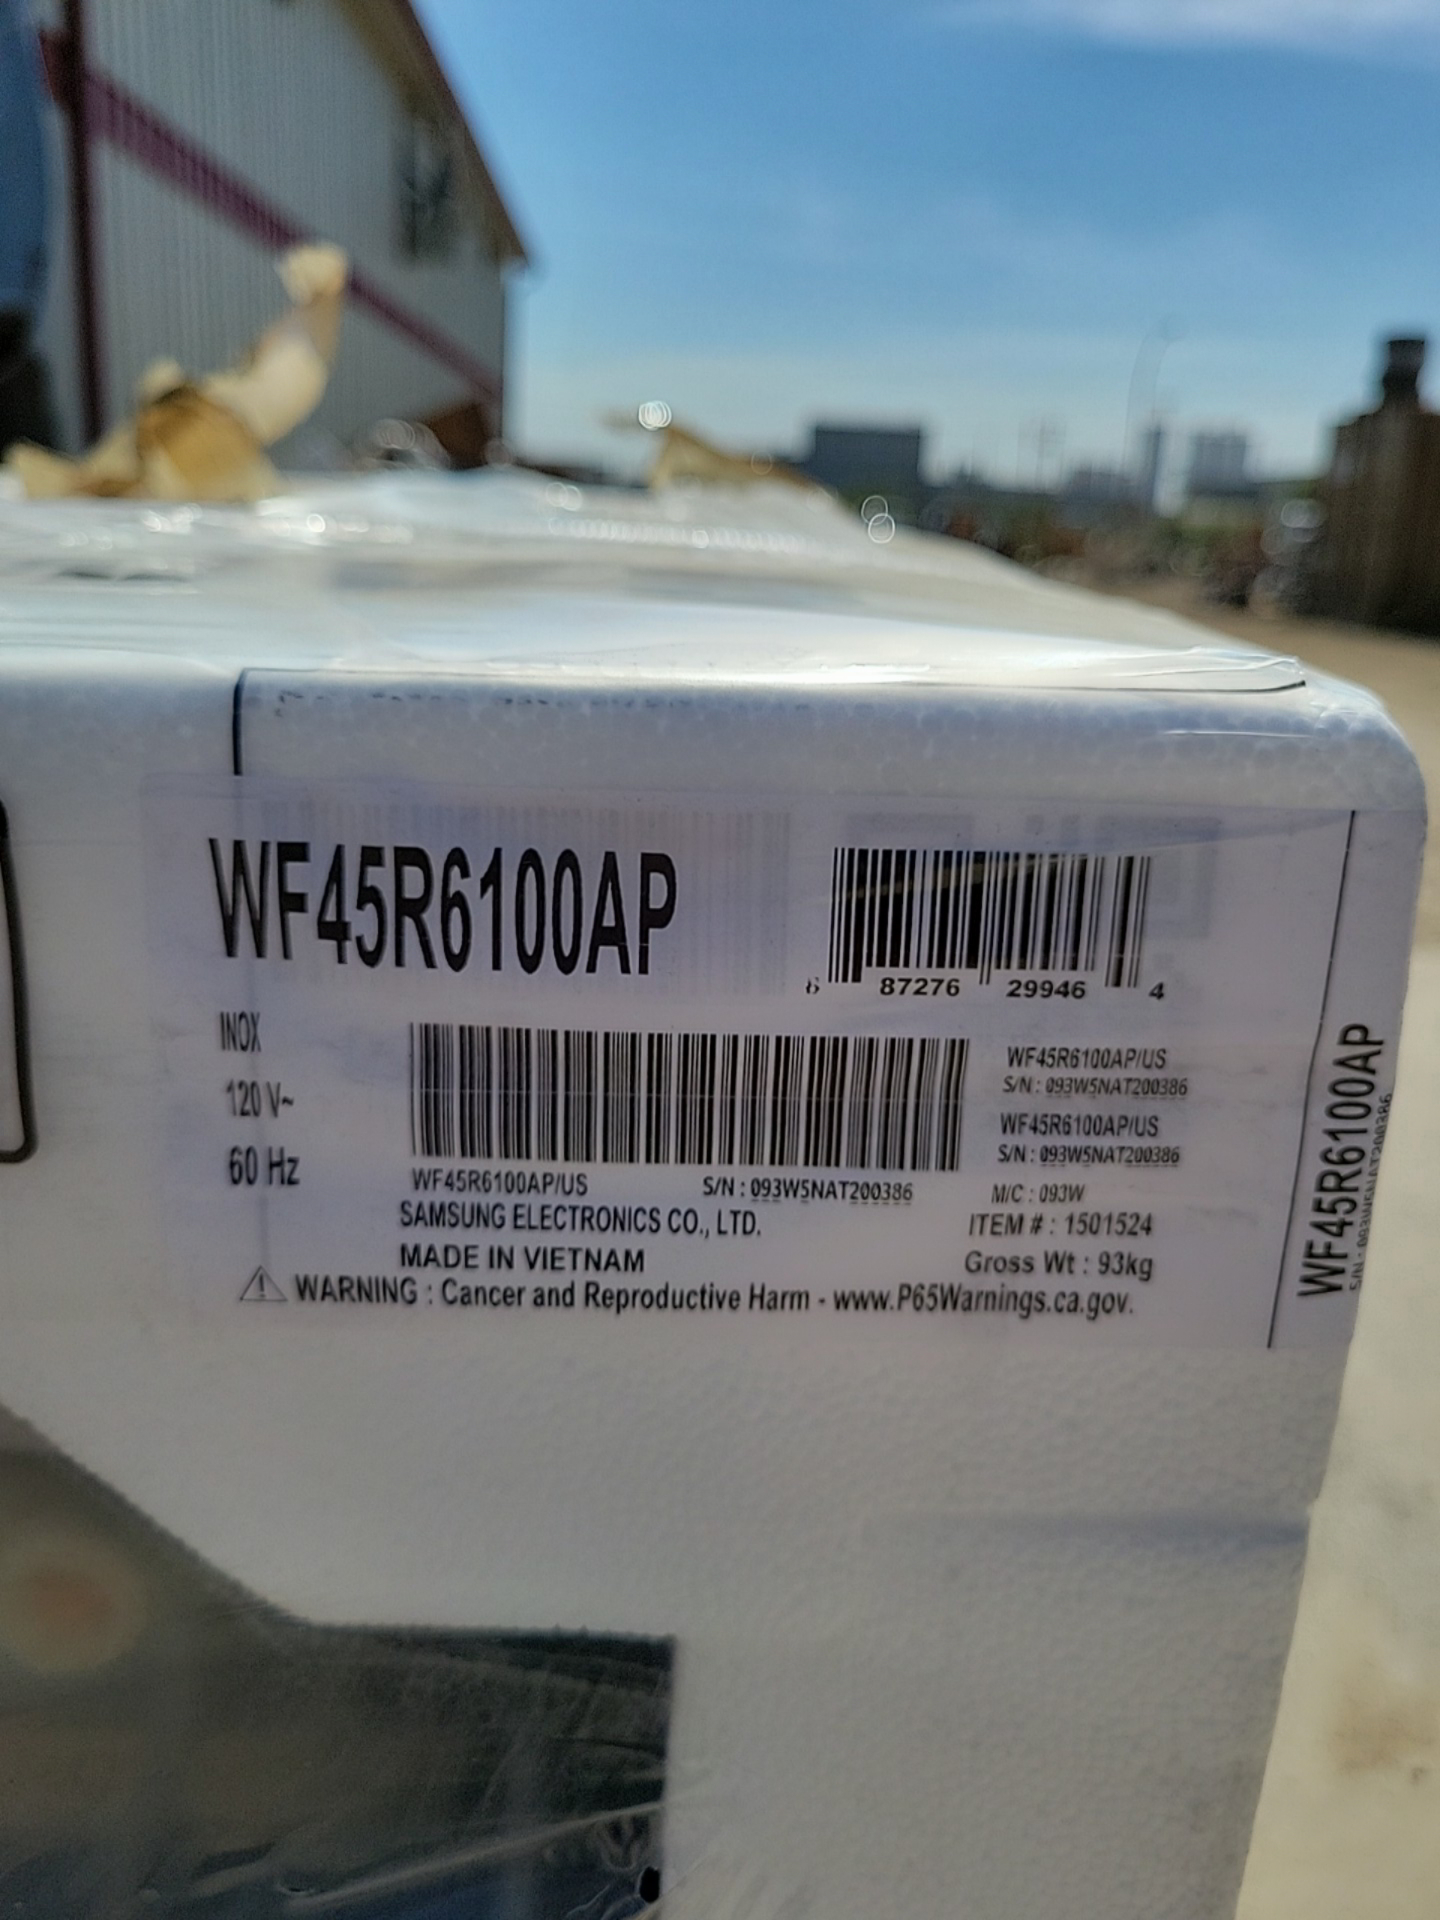 WF45R6100AP
6 87276 29946 4
INOX
120 V~
60 Hz
WF45R6100AP/US
S/N : 093W5NAT200386
WF45R6100AP/US
S/N : 093W5NAT200386
WF45R6100AP/US S/N : 093W5NAT200386
M/C : 093W
SAMSUNG ELECTRONICS CO., LTD.
ITEM # : 1501524
MADE IN VIETNAM
Gross Wt : 93kg
WARNING : Cancer and Reproductive Harm - www.P65Warnings.ca.gov.
WF45R6100AP
S/N : 093W5NAT200386